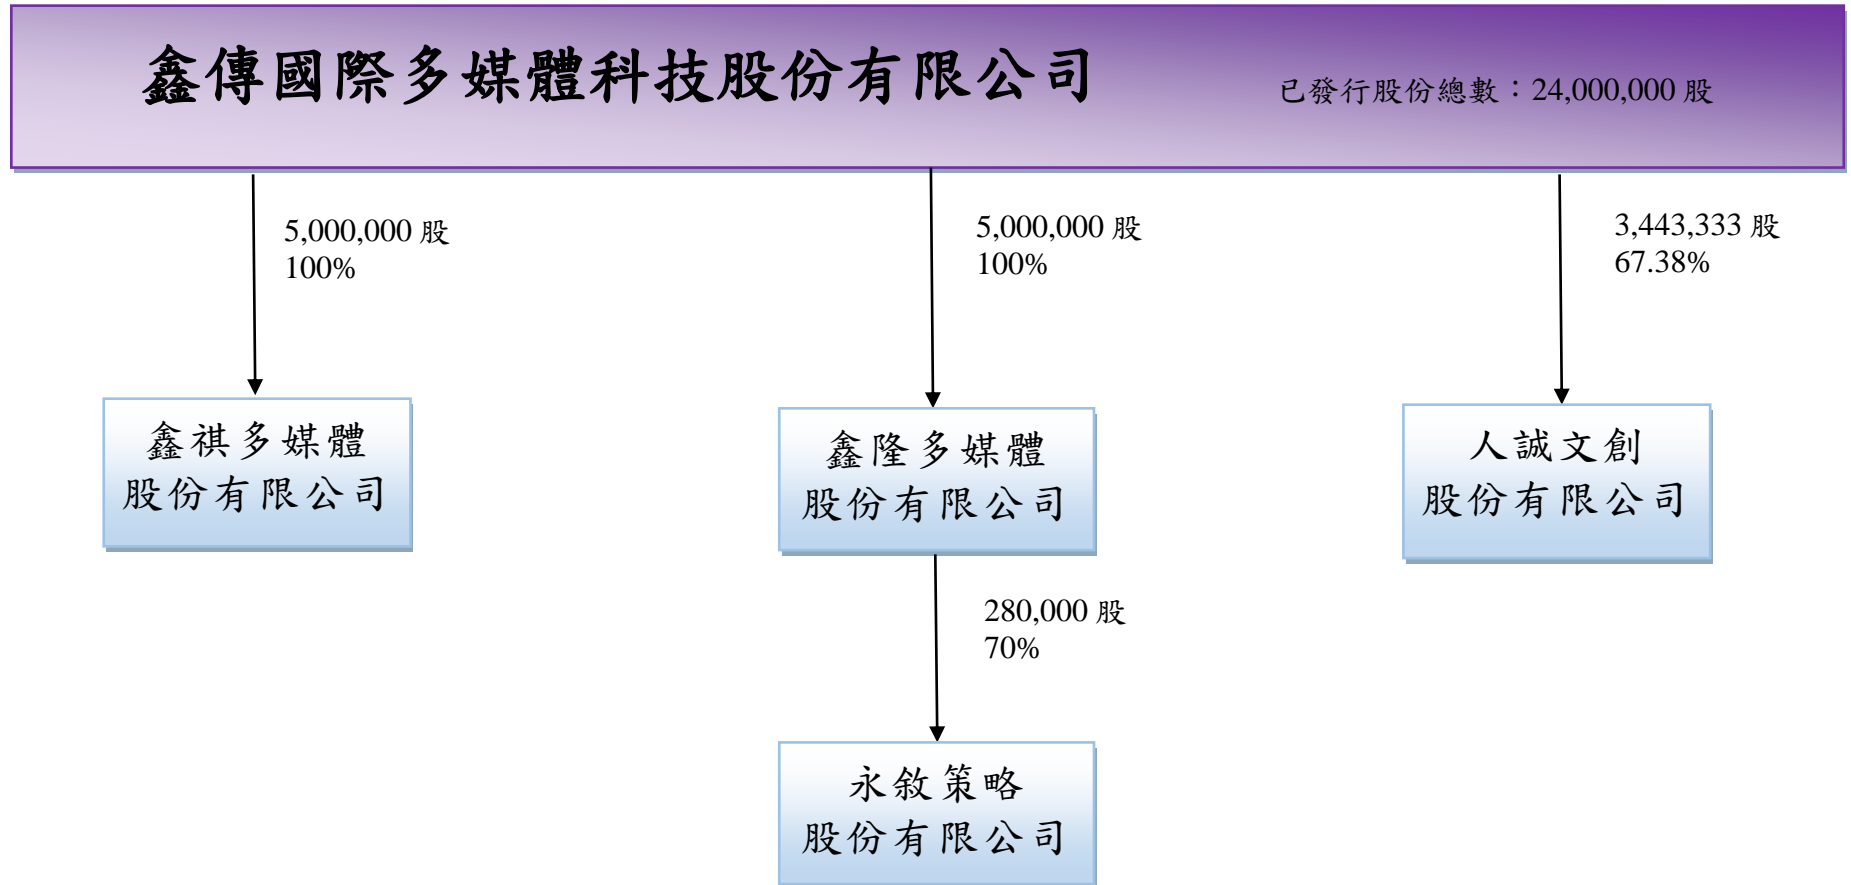 鑫傳國際多媒體科技股份有限公司
已發行股份總數：24,000,000 股
5,000,000 股
100%
5,000,000 股
100%
3,443,333 股
67.38%
鑫祺多媒體
股份有限公司
鑫隆多媒體
股份有限公司
人誠文創
股份有限公司
280,000 股
70%
永敘策略
股份有限公司